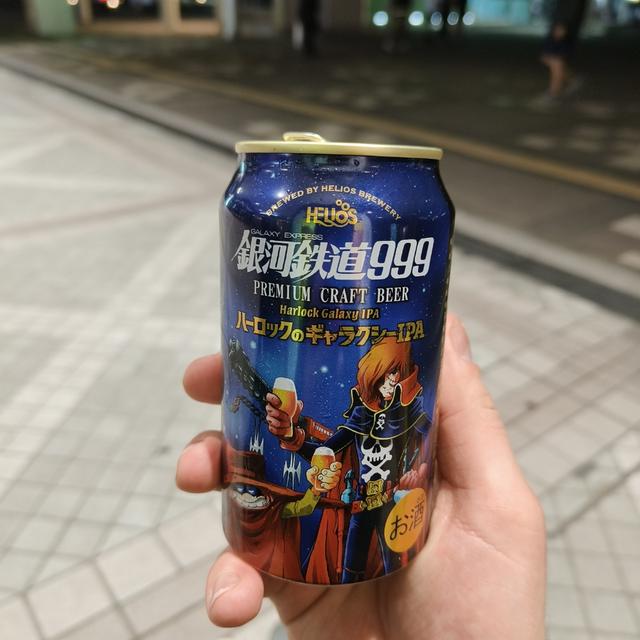 BREWED BY HELIOS BREWERY
HELIOS
GALAXY EXPRESS
銀河鉄道999
PREMIUM CRAFT BEER
Harlock Galaxy IPA
ハーロックのギャラクシーIPA
お酒